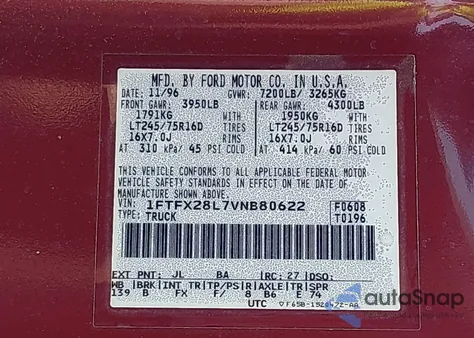 MFD. BY FORD MOTOR CO. IN U.S.A.
DATE: 11/96 GVWR: 7200LB/ 3265KG
FRONT GAWR: 3950LB REAR GAWR: 4300LB
1791KG 1950KG
LT245/75R16D TIRES LT245/75R16D TIRES
16X7.0J RIMS 16X7.0J RIMS
AT 310 kPA/ 45 PSI COLD AT 414 kPA/ 60 PSI COLD
THIS VEHICLE CONFORMS TO ALL APPLICABLE FEDERAL MOTOR
VEHICLE SAFETY STANDARDS IN EFFECT ON THE DATE OF
MANUFACTURE SHOWN ABOVE.
VIN: 1FTFX28L7VNB80622 F0608
TYPE: TRUCK T0196
EXT PNT: JL BA RC: 27 DSO:
WB BRK INT TR TP/PS R AXLE TR SPR
139 B FX F/ 8 B6 E 74
UTC
autoSnap